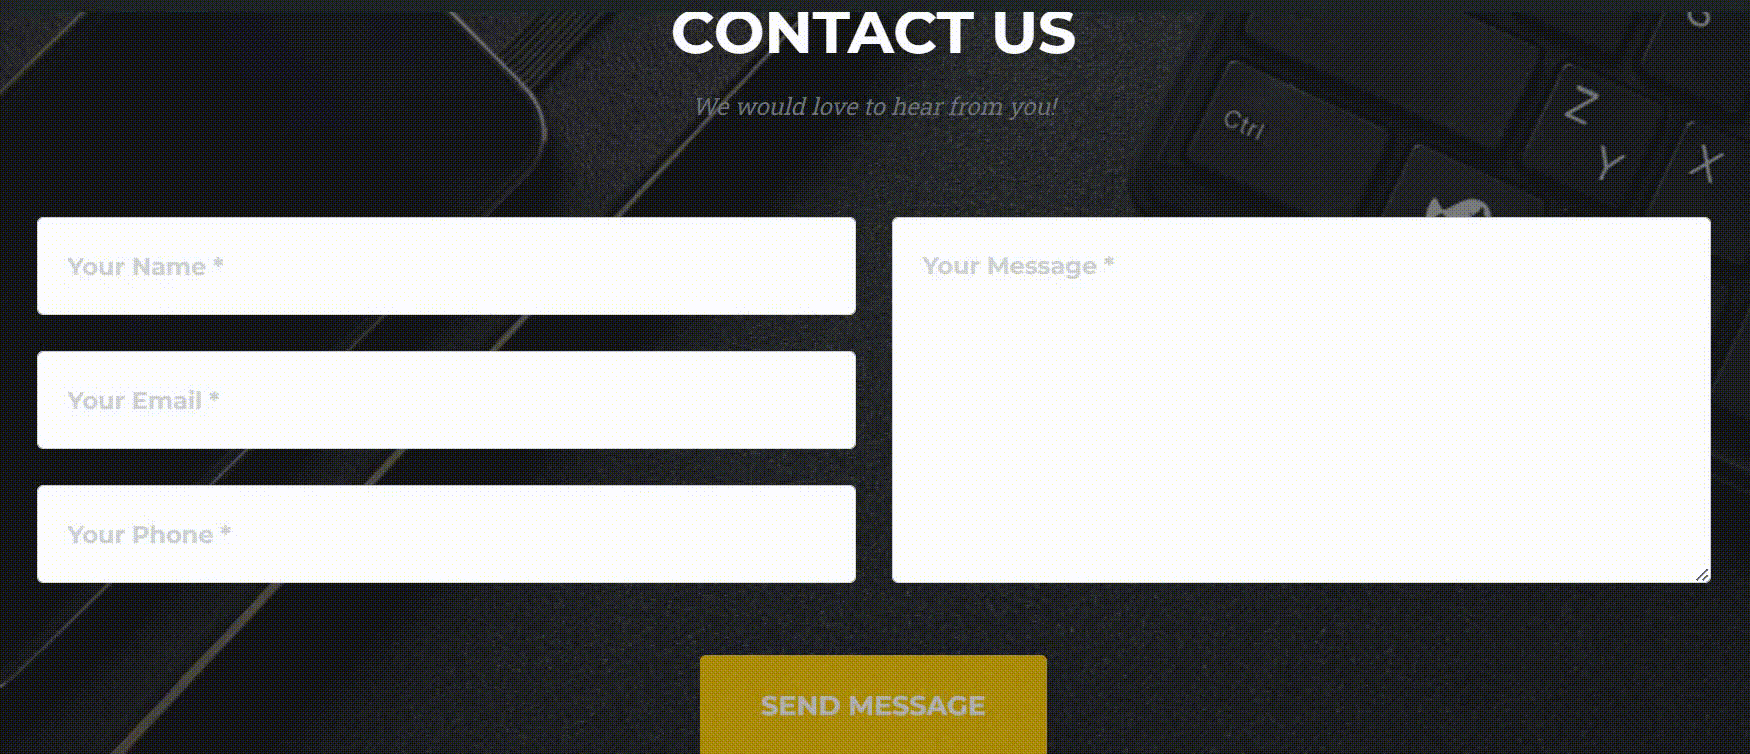 CONTACT US
We would love to hear from you!
Ctrl
Z
Y
X
Your Name *
Your Message *
Your Email *
Your Phone *
SEND MESSAGE